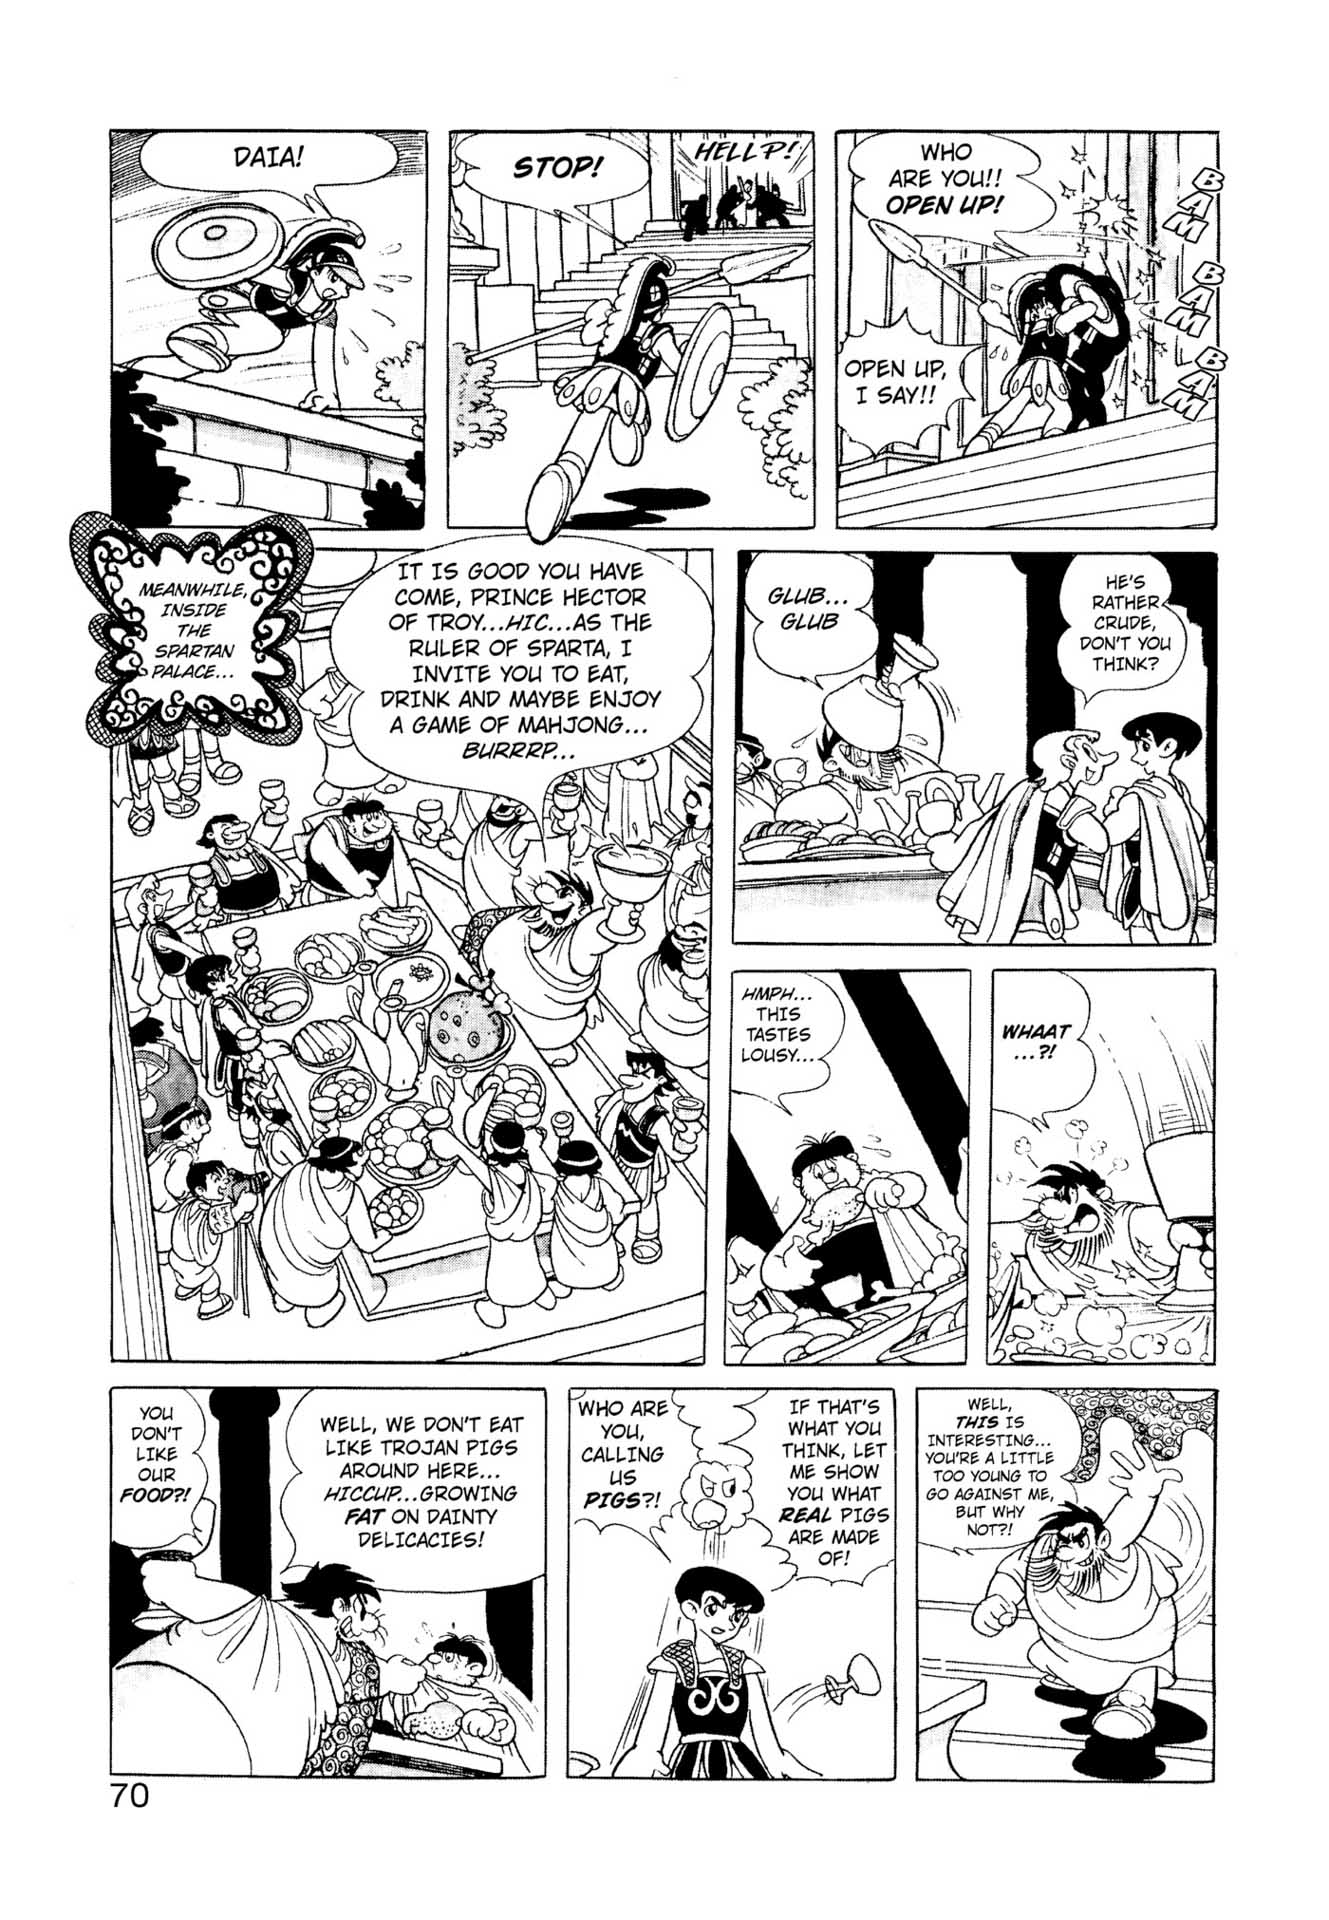 DAIA!
STOP!
HELLP!
WHO
ARE YOU!!
OPEN UP!
BAM
BAM
BAM
OPEN UP,
I SAY!!
MEANWHILE,
INSIDE
THE
SPARTAN
PALACE...
IT IS GOOD YOU HAVE
COME, PRINCE HECTOR
OF TROY...HIC...AS THE
RULER OF SPARTA, I
INVITE YOU TO EAT,
DRINK AND MAYBE ENJOY
A GAME OF MAHJONG...
BURRRP...
GLUB...
GLUB
HE'S
RATHER
CRUDE,
DON'T YOU
THINK?
HMPH...
THIS
TASTES
LOUSY...
WHAAT
...?!
YOU
DON'T
LIKE
OUR
FOOD?!
WELL, WE DON'T EAT
LIKE TROJAN PIGS
AROUND HERE...
HICCUP...GROWING
FAT ON DAINTY
DELICACIES!
WHO ARE
YOU,
CALLING
US
PIGS?!
IF THAT'S
WHAT YOU
THINK, LET
ME SHOW
YOU WHAT
REAL PIGS
ARE MADE
OF!
WELL,
THIS IS
INTERESTING...
YOU'RE A LITTLE
TOO YOUNG TO
GO AGAINST ME,
BUT WHY
NOT?!
70